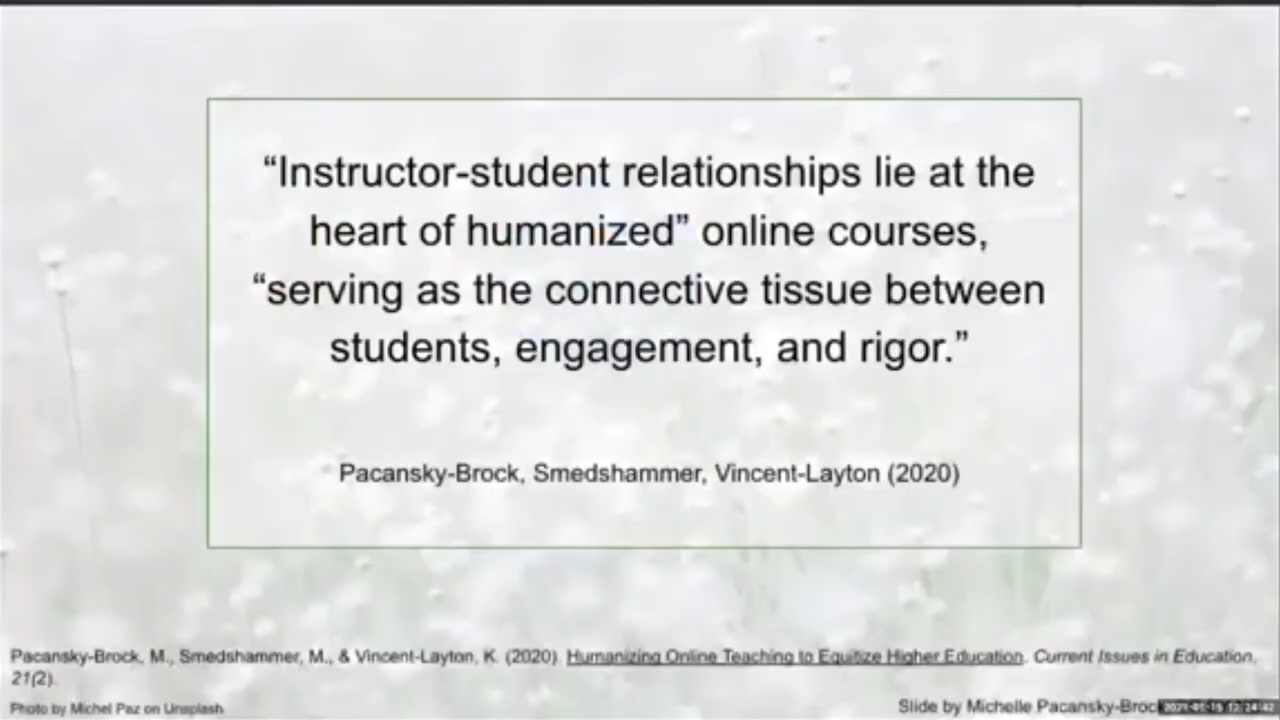 “Instructor-student relationships lie at the
heart of humanized” online courses,
“serving as the connective tissue between
students, engagement, and rigor.”
Pacansky-Brock, Smedshammer, Vincent-Layton (2020)
Pacansky-Brock, M., Smedshammer, M., & Vincent-Layton, K. (2020). Humanizing Online Teaching to Equitize Higher Education. Current Issues in Education,
21(2).
Photo by Michel Paz on Unsplash
Slide by Michelle Pacansky-Broc